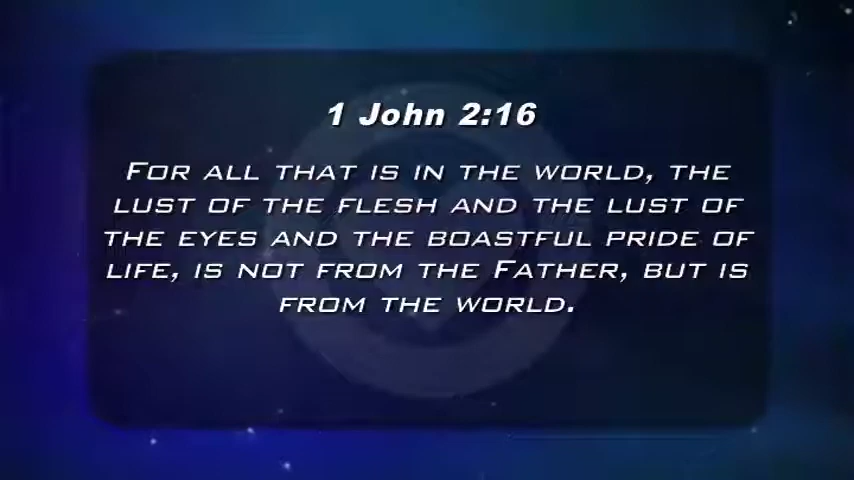 1 John 2:16
For all that is in the world, the
lust of the flesh and the lust of
the eyes and the boastful pride of
life, is not from the Father, but is
from the world.